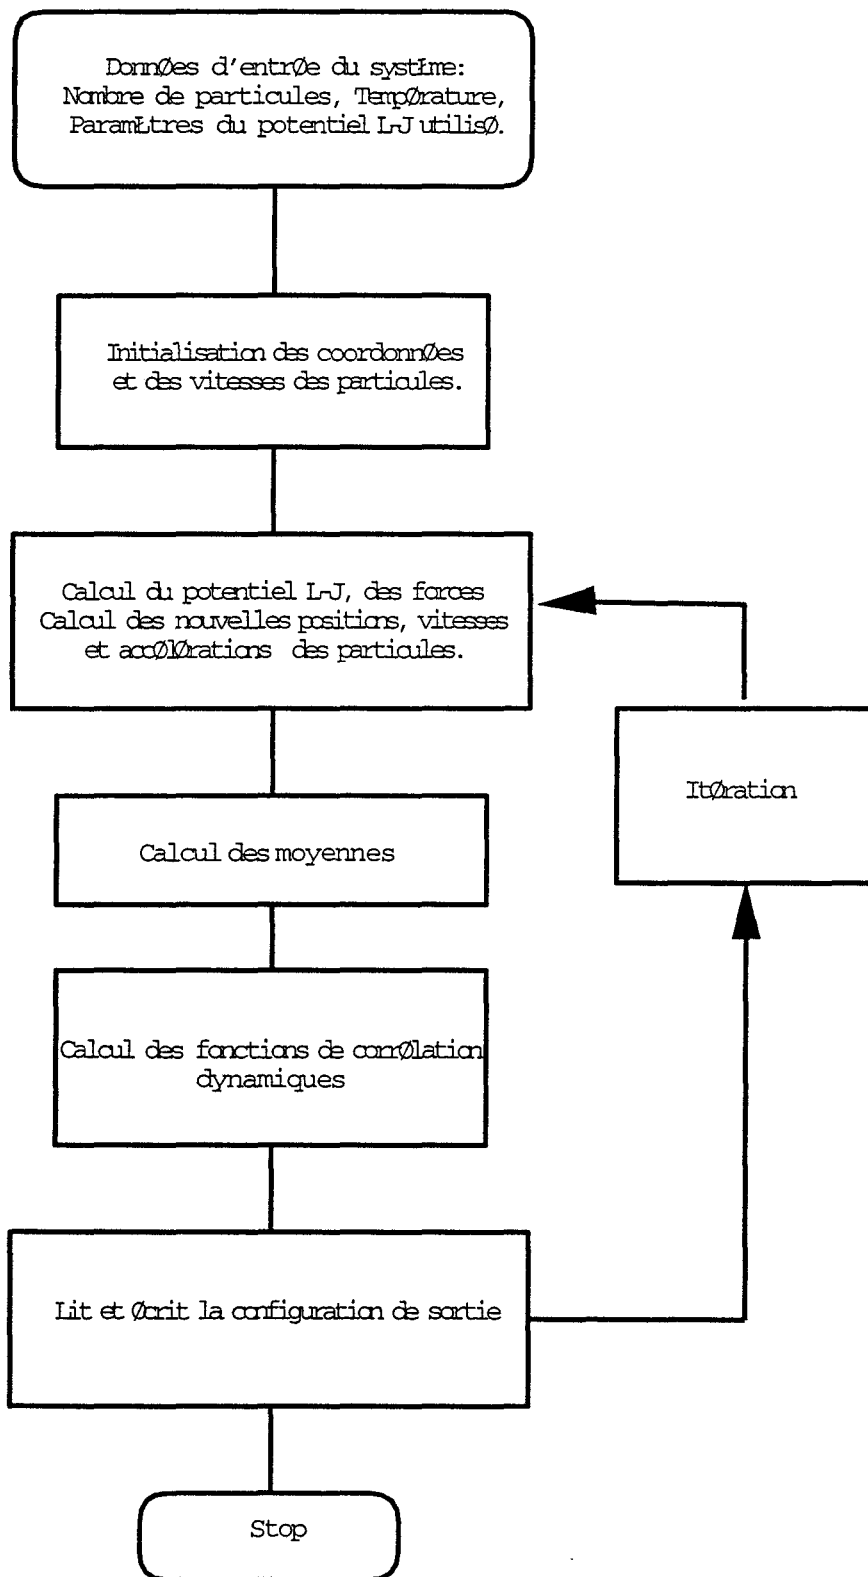 DonnØes d'entrØe du systŁme:
Nombre de particules, TempØrature,
ParamŁtres du potentiel L-J utilisØ.
Initialisation des coordonnØes
et des vitesses des particules.
Calcul du potentiel L-J, des forces
Calcul des nouvelles positions, vitesses
et accØlØrations des particules.
ItØration
Calcul des moyennes
Calcul des fonctions de corrØlation
dynamiques
Lit et Øcrit la configuration de sortie
Stop